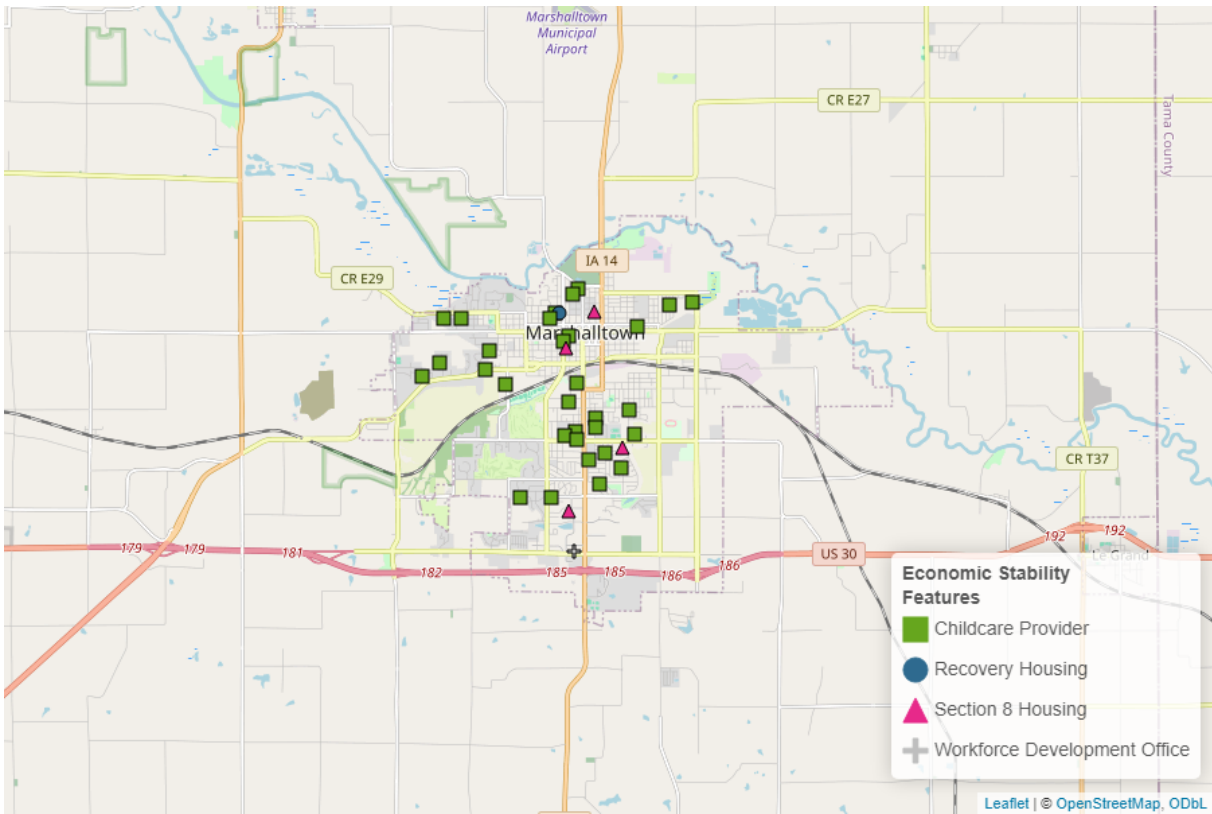 Marshalltown
Municipal
Airport
CR E27
Tama County
IA 14
CR E29
Marshalltown
CR T37
179
179
181
182
185
185
186
186
US 30
192
192
Le Grand
Economic Stability
Features
Childcare Provider
Recovery Housing
Section 8 Housing
Workforce Development Office
Leaflet | © OpenStreetMap, ODbL